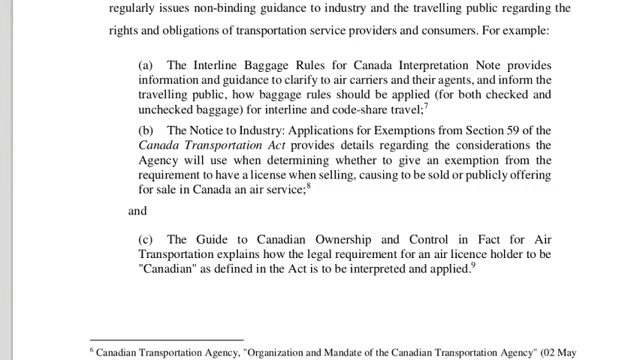 regularly issues non-binding guidance to industry and the travelling public regarding the
rights and obligations of transportation service providers and consumers. For example:
(a) The Interline Baggage Rules for Canada Interpretation Note provides
information and guidance to clarify to air carriers and their agents, and inform the
travelling public, how baggage rules should be applied (for both checked and
unchecked baggage) for interline and code-share travel;7
(b) The Notice to Industry: Applications for Exemptions from Section 59 of the
Canada Transportation Act provides details regarding the considerations the
Agency will use when determining whether to give an exemption from the
requirement to have a license when selling, causing to be sold or publicly offering
for sale in Canada an air service;8
and
(c) The Guide to Canadian Ownership and Control in Fact for Air
Transportation explains how the legal requirement for an air licence holder to be
"Canadian" as defined in the Act is to be interpreted and applied.9
6 Canadian Transportation Agency, "Organization and Mandate of the Canadian Transportation Agency" (02 May